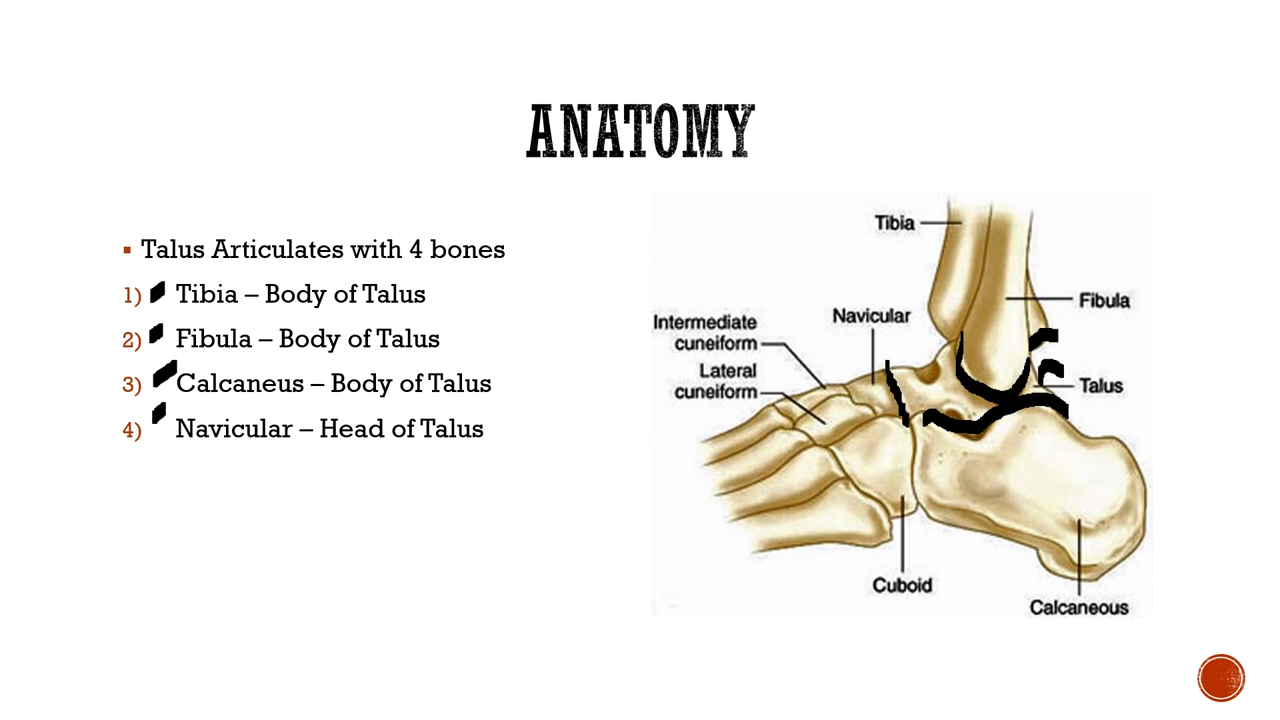 ANATOMY
▪ Talus Articulates with 4 bones
1) Tibia – Body of Talus
2) Fibula – Body of Talus
3) Calcaneus – Body of Talus
4) Navicular – Head of Talus
Tibia
Fibula
Navicular
Intermediate
cuneiform
Lateral
cuneiform
Talus
Cuboid
Calcaneous